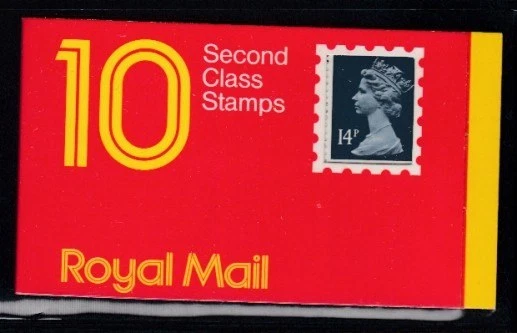 10
Second
Class
Stamps
14P
Royal Mail